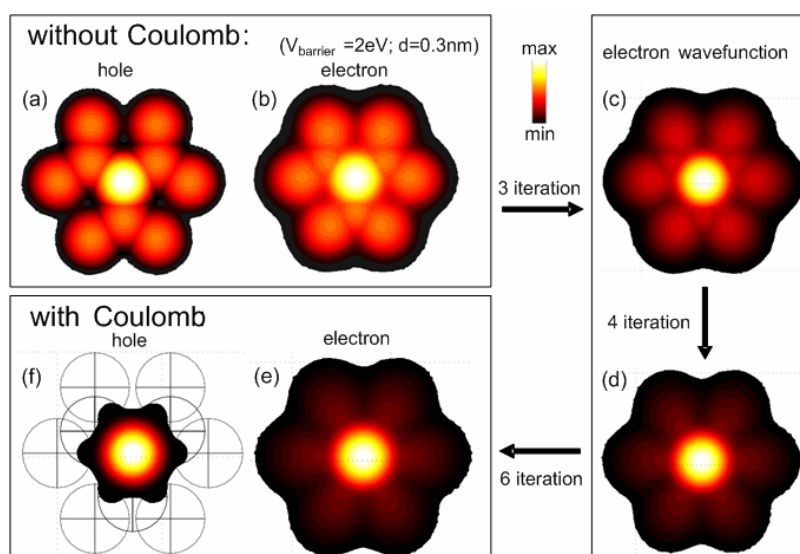 without Coulomb:
(Vbarrier =2eV; d=0.3nm)
hole
electron
(a)
(b)
max
min
3 iteration
electron wavefunction
(c)
4 iteration
(d)
6 iteration
with Coulomb
hole
electron
(f)
(e)